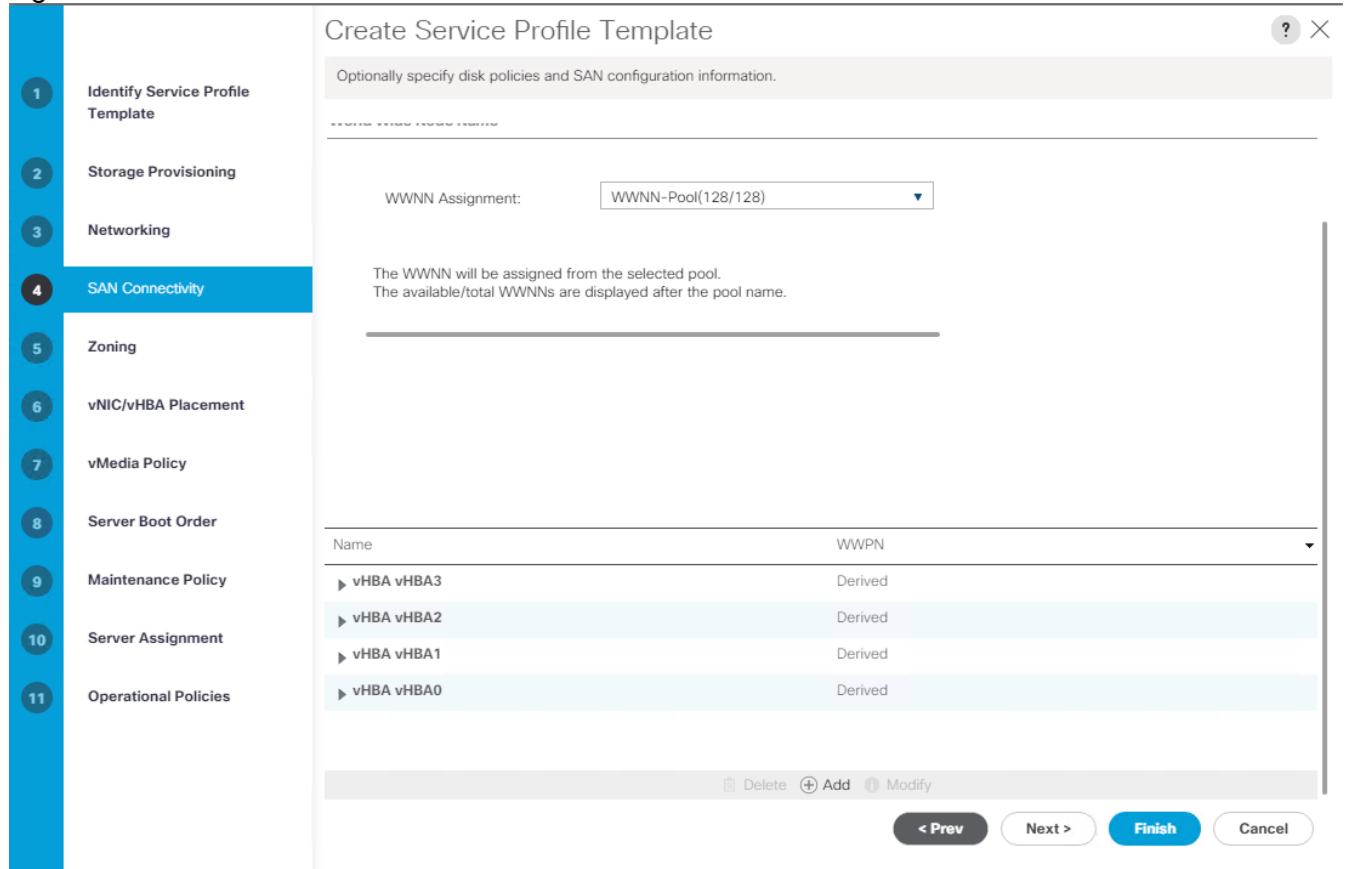 Create Service Profile Template
?
Optionally specify disk policies and SAN configuration information.
1
Identify Service Profile
Template
2
Storage Provisioning
3
Networking
4
SAN Connectivity
5
Zoning
6
vNIC/vHBA Placement
7
vMedia Policy
8
Server Boot Order
9
Maintenance Policy
10
Server Assignment
11
Operational Policies
World Wide Node Name
WWNN Assignment:
WWNN-Pool(128/128)
The WWNN will be assigned from the selected pool.
The available/total WWNNs are displayed after the pool name.
Name WWPN
vHBA vHBA3 Derived
vHBA vHBA2 Derived
vHBA vHBA1 Derived
vHBA vHBA0 Derived
Delete Add Modify
< Prev Next > Finish Cancel